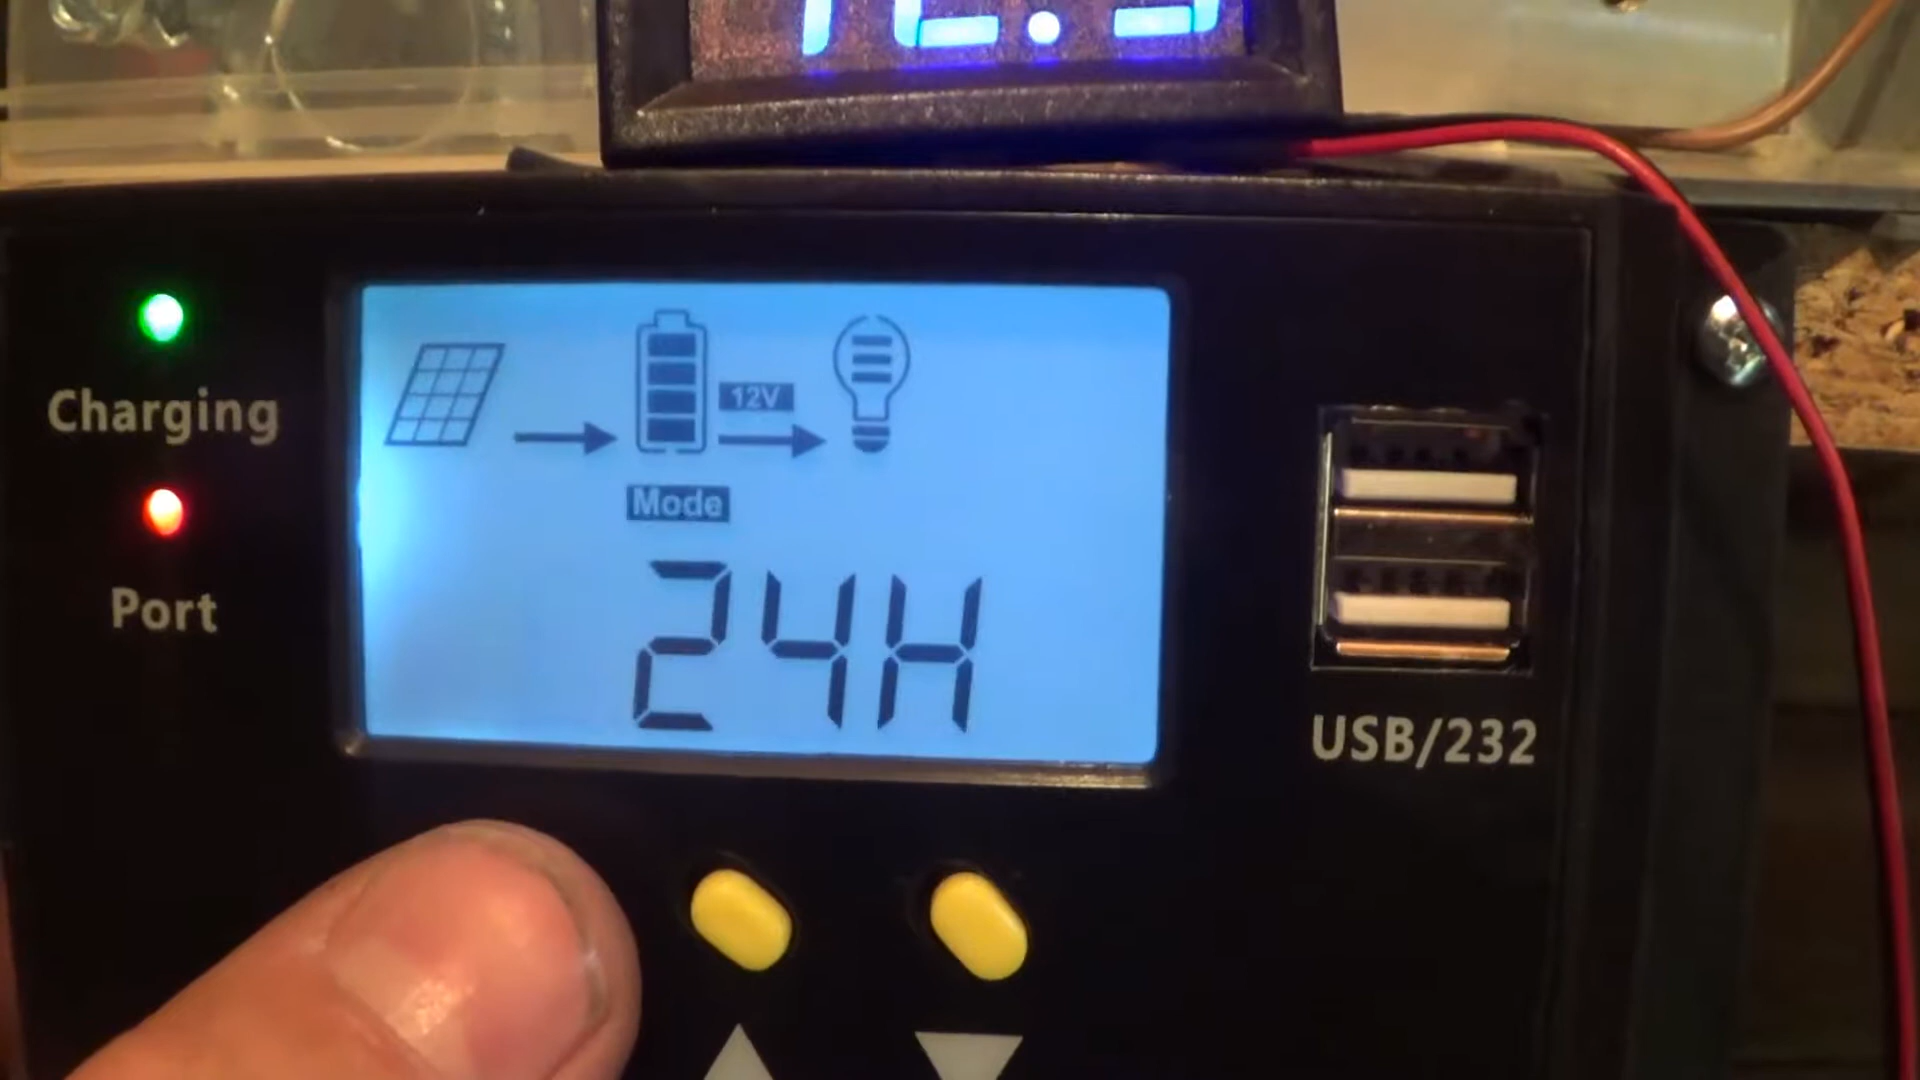 Charging
12V
Mode
24H
Port
USB/232